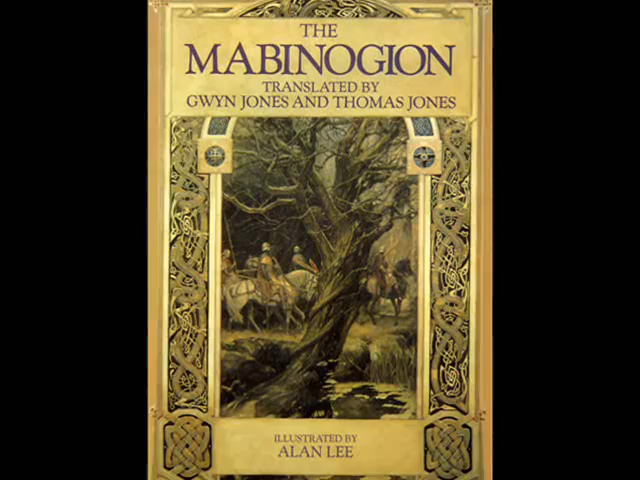 THE
MABINOGION
TRANSLATED BY
GWYN JONES AND THOMAS JONES
ILLUSTRATED BY
ALAN LEE